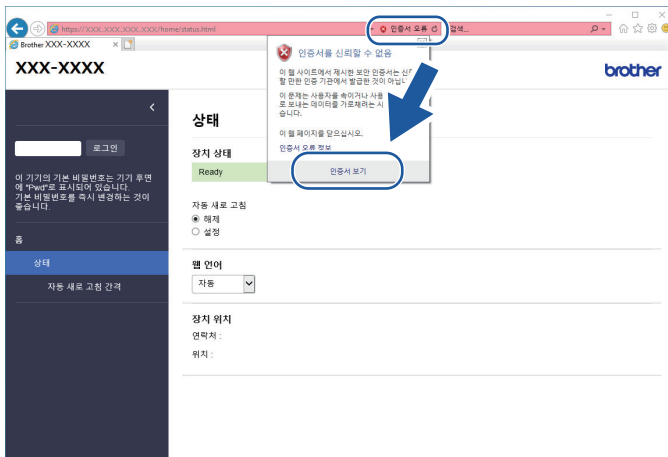 https://XXX.XXX.XXX.XXX/home/status.html
인증서 오류
검색...
Brother XXX-XXXX
XXX-XXXX
brother
로그인
이 기기의 기본 비밀번호는 기기 후면
에 "Pwd"로 표시되어 있습니다.
기본 비밀번호를 즉시 변경하는 것이
좋습니다.
홈
상태
자동 새로 고침 간격
인증서를 신뢰할 수 없음
이 웹 사이트에서 제시한 보안 인증서는
할 만한 인증 기관에서 발급한 것이 아닙니
이 문제는 사용자를 속이거나 사용
로 보내는 데이터를 가로채려는 시
습니다.
이 웹 페이지를 닫으십시오.
인증서 오류 정보
인증서 보기
상태
장치 상태
Ready
자동 새로 고침
해제
설정
웹 언어
자동
장치 위치
연락처 :
위치 :